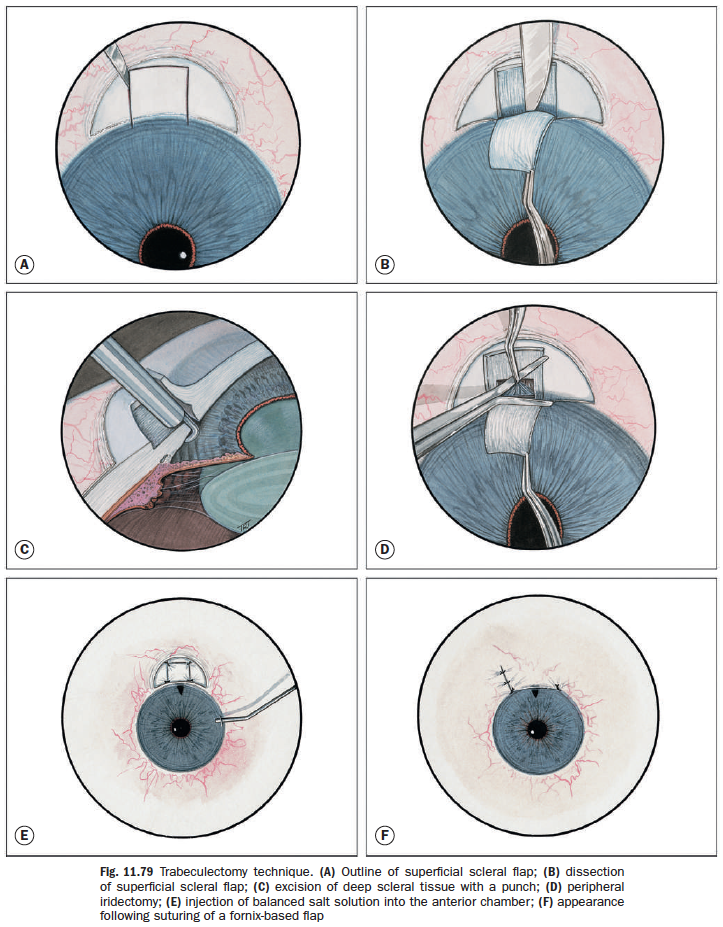 A
B
C
D
E
F
Fig. 11.79 Trabeculectomy technique. (A) Outline of superficial scleral flap; (B) dissection
of superficial scleral flap; (C) excision of deep scleral tissue with a punch; (D) peripheral
iridectomy; (E) injection of balanced salt solution into the anterior chamber; (F) appearance
following suturing of a fornix-based flap